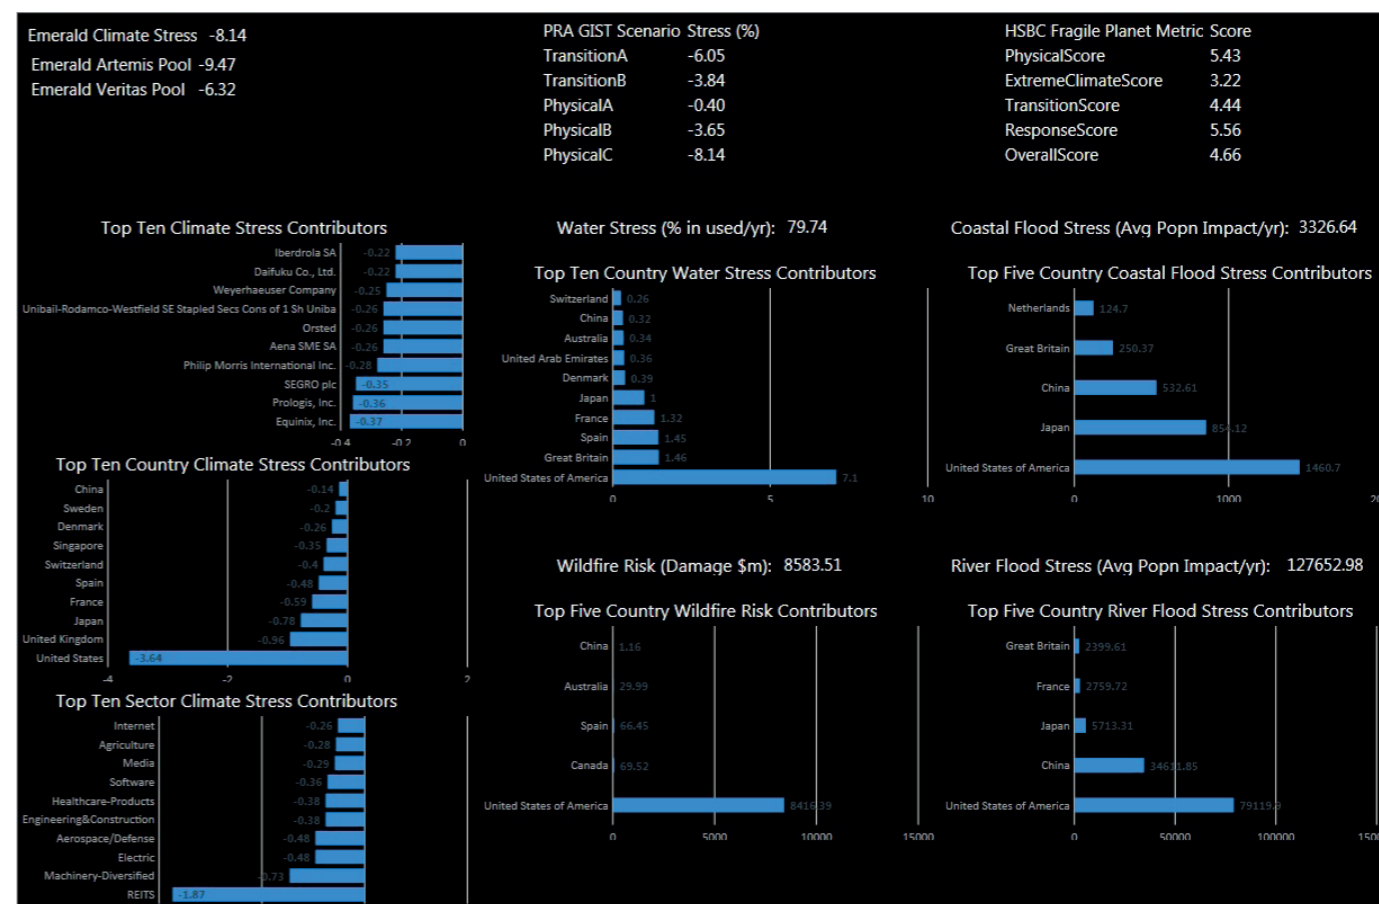 Emerald Climate Stress -8.14
Emerald Artemis Pool -9.47
Emerald Veritas Pool -6.32
PRA GIST Scenario Stress (%)
TransitionA -6.05
TransitionB -3.84
PhysicalA -0.40
PhysicalB -3.65
PhysicalC -8.14
HSBC Fragile Planet Metric Score
PhysicalScore 5.43
ExtremeClimateScore 3.22
TransitionScore 4.44
ResponseScore 5.56
OverallScore 4.66
Top Ten Climate Stress Contributors
Iberdrola SA -0.22
Daifuku Co., Ltd. -0.22
Weyerhaeuser Company -0.25
Unibail-Rodamco-Westfield SE Stapled Secs Cons of 1 Sh Uniba -0.26
Orsted -0.26
Aena SME SA -0.26
Philip Morris International Inc. -0.28
SEGRO plc -0.35
Prologis, Inc. -0.36
Equinix, Inc. -0.37
-0.4 -0.2 0
Top Ten Country Climate Stress Contributors
China -0.14
Sweden -0.2
Denmark -0.26
Singapore -0.35
Switzerland -0.4
Spain -0.48
France -0.59
Japan -0.78
United Kingdom -0.96
United States -3.64
-4 -2 0 2
Top Ten Sector Climate Stress Contributors
Internet -0.26
Agriculture -0.28
Media -0.29
Software -0.36
Healthcare-Products -0.38
Engineering&Construction -0.38
Aerospace/Defense -0.48
Electric -0.48
Machinery-Diversified -0.73
REITS -1.87
Water Stress (% in used/yr): 79.74
Top Ten Country Water Stress Contributors
Switzerland 0.26
China 0.32
Australia 0.34
United Arab Emirates 0.36
Denmark 0.39
Japan 1
France 1.32
Spain 1.45
Great Britain 1.46
United States of America 7.1
0 5 10
Coastal Flood Stress (Avg Popn Impact/yr): 3326.64
Top Five Country Coastal Flood Stress Contributors
Netherlands 124.7
Great Britain 250.37
China 532.61
Japan 854.12
United States of America 1460.7
0 1000 20
Wildfire Risk (Damage $m): 8583.51
Top Five Country Wildfire Risk Contributors
China 1.16
Australia 29.99
Spain 66.45
Canada 69.52
United States of America 8416.39
0 5000 10000 15000
River Flood Stress (Avg Popn Impact/yr): 127652.98
Top Five Country River Flood Stress Contributors
Great Britain 2399.61
France 2759.72
Japan 5713.31
China 34611.85
United States of America 79119.9
0 50000 100000 1500